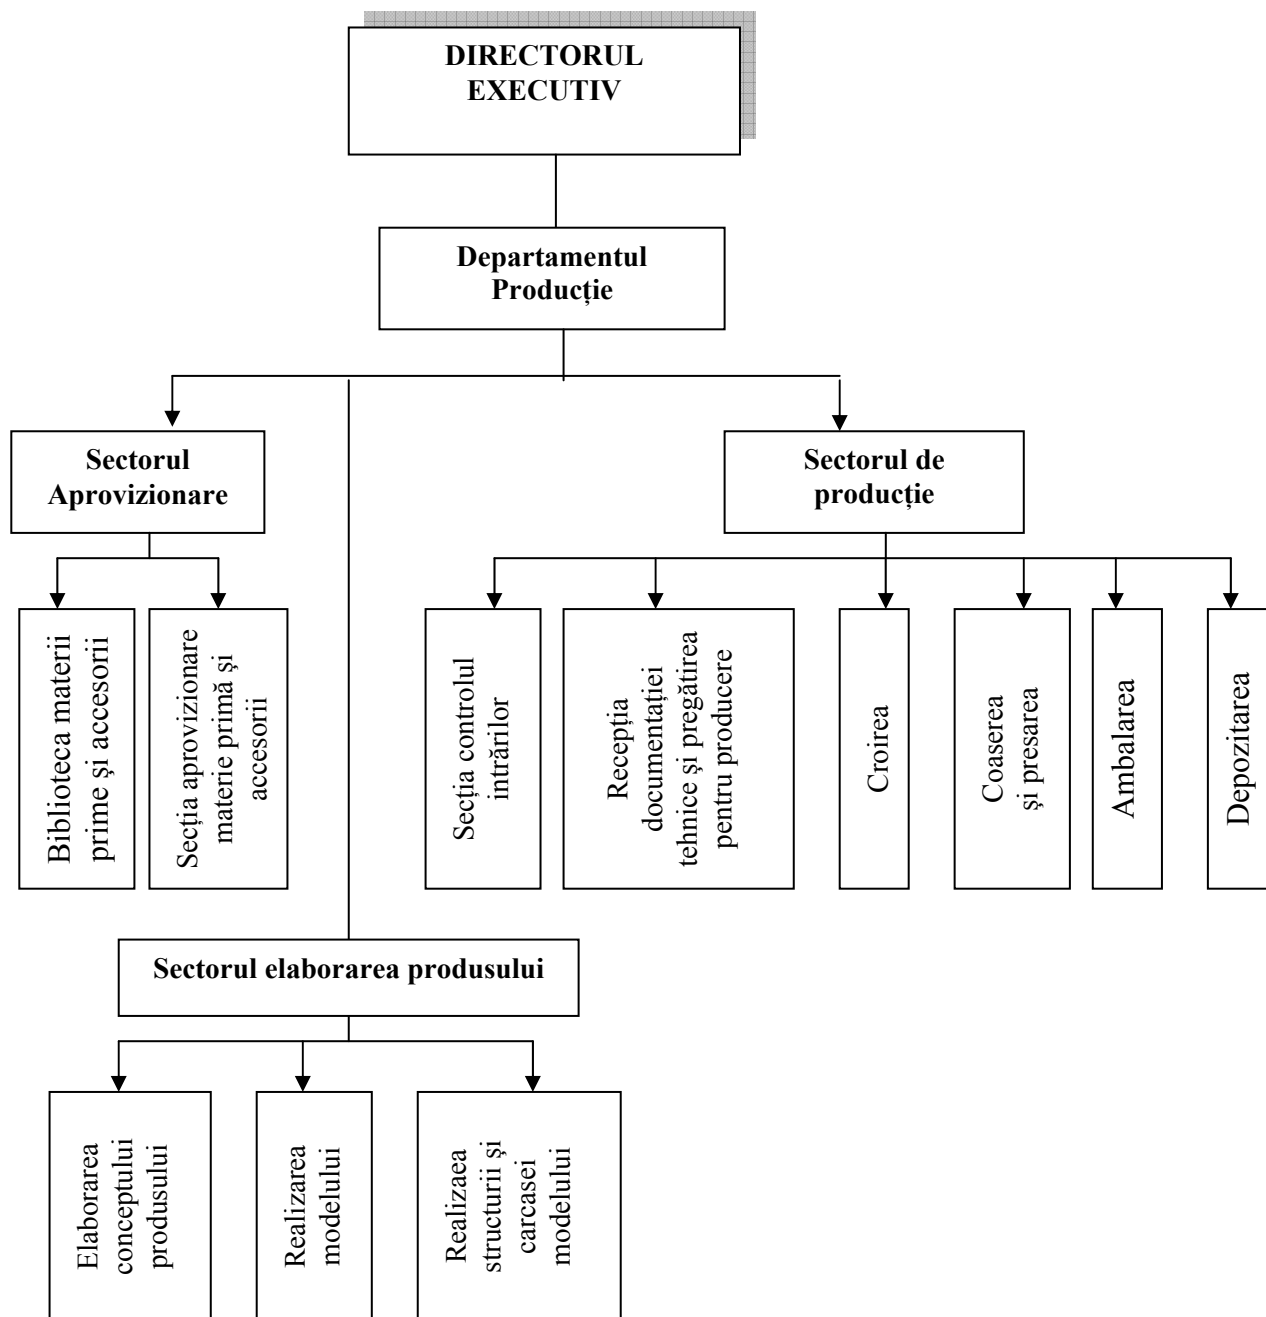 DIRECTORUL
EXECUTIV
Departamentul
Producție
Sectorul
Aprovizionare
Sectorul de
producție
Biblioteca materii
prime şi accesorii
Secția aprovizionare
materie primă şi
accesorii
Secția controlul
intrărilor
Recepția
documentației
tehnice şi pregătirea
pentru producere
Croirea
Coaserea
şi presarea
Ambalarea
Depozitarea
Sectorul elaborarea produsului
Elaborarea
conceptului
produsului
Realizarea
modelului
Realizaea
structurii şi
carcasei
modelului